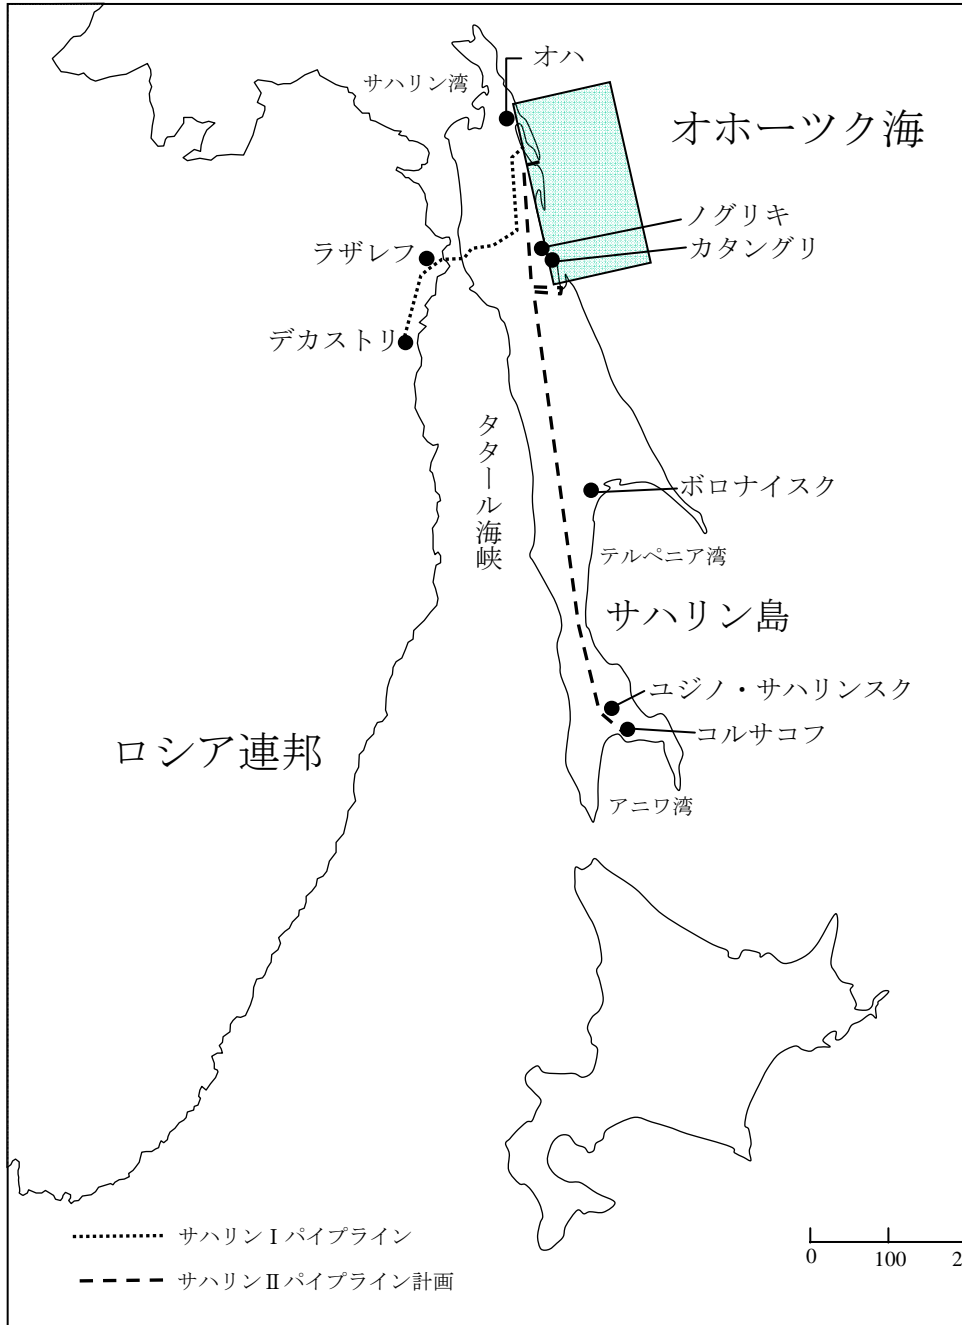 オハ
サハリン湾
オホーツク海
ノグリキ
カタングリ
ラザレフ
デカストリ
タタール海峡
ボロナイスク
テルペニア湾
サハリン島
ユジノ・サハリンスク
コルサコフ
ロシア連邦
アニワ湾
サハリンⅠパイプライン
サハリンⅡパイプライン計画
0 100